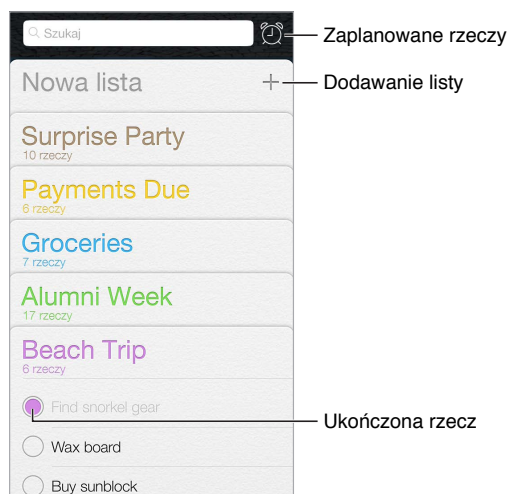 Szukaj
Zaplanowane rzeczy
Nowa lista
Dodawanie listy
Surprise Party
10 rzeczy
Payments Due
6 rzeczy
Groceries
7 rzeczy
Alumni Week
17 rzeczy
Beach Trip
6 rzeczy
Find snorkel gear
Ukończona rzecz
Wax board
Buy sunblock